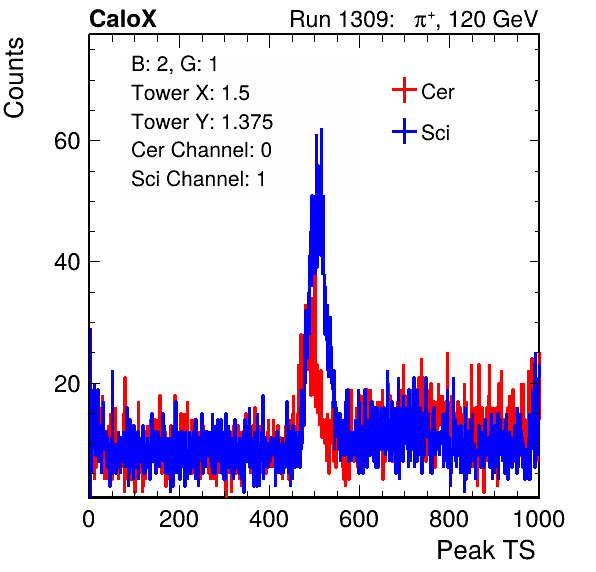 CaloX Run 1309: π⁺, 120 GeV
Counts
B: 2, G: 1
Tower X: 1.5
Tower Y: 1.375
Cer Channel: 0
Sci Channel: 1
Cer
Sci
60
40
20
0 200 400 600 800 1000
Peak TS